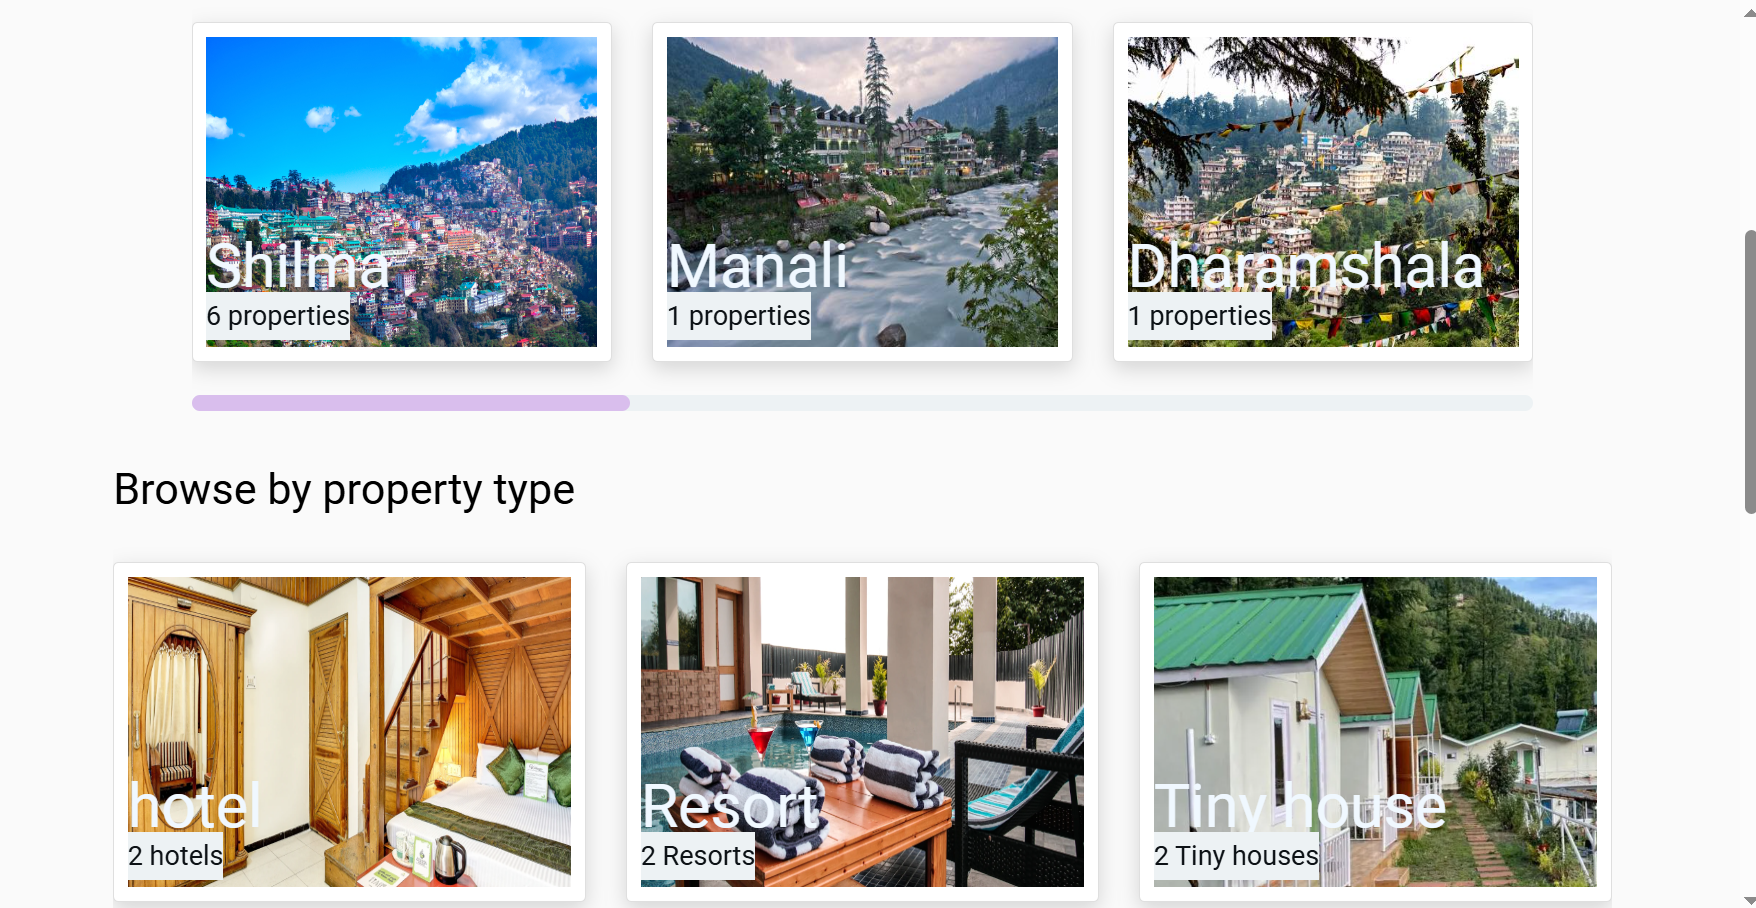 Shilma
6 properties
Manali
1 properties
Dharamshala
1 properties
Browse by property type
hotel
2 hotels
Resort
2 Resorts
Tiny house
2 Tiny houses